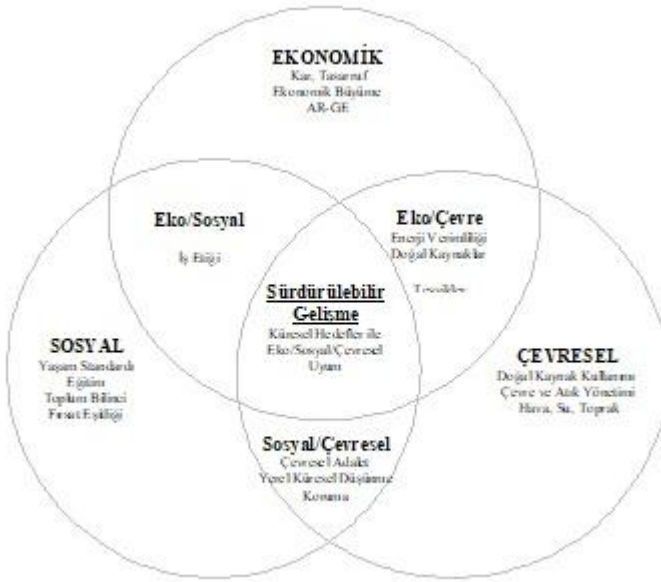 EKONOMİK
Kar, Tasarruf
Ekonomik Büyüme
AR-GE
Eko/Sosyal
İş Etiği
Eko/Çevre
Enerji Verimliliği
Doğal Kaynaklar
Teşvikler
Sürdürülebilir
Gelişme
Küresel Hedefler ile
Eko/Sosyal/Çevresel
Uyum
SOSYAL
Yaşam Standardı
Eğitim
Toplum Bilinci
Fırsat Eşitliği
ÇEVRESEL
Doğal Kaynak Kullanımı
Çevre ve Atık Yönetimi
Hava, Su, Toprak
Sosyal/Çevresel
Çevresel Adalet
Yerel Küresel Düşünme
Koruma